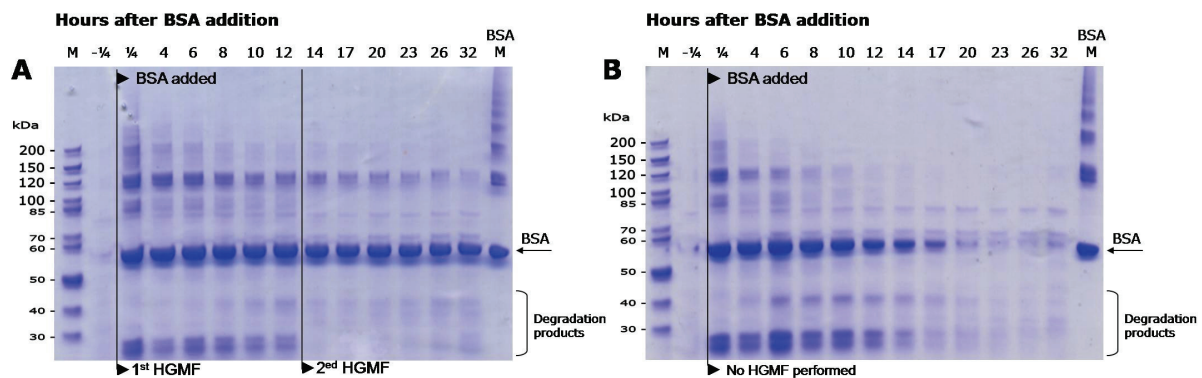 Hours after BSA addition
M -¼ ¼ 4 6 8 10 12 14 17 20 23 26 32 BSA M
A
BSA added
kDa
200
150
120
100
85
70
60
50
40
30
BSA
Degradation
products
1st HGMF
2ed HGMF
Hours after BSA addition
M -¼ ¼ 4 6 8 10 12 14 17 20 23 26 32 BSA M
B
BSA added
kDa
200
150
120
100
85
70
60
50
40
30
BSA
Degradation
products
No HGMF performed